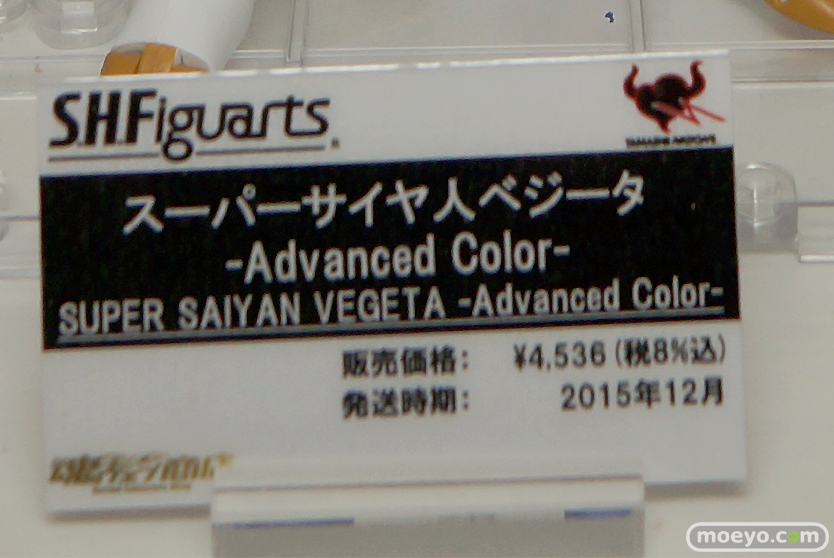 S.H.Figuarts
TAMASHII NATIONS
スーパーサイヤ人ベジータ
-Advanced Color-
SUPER SAIYAN VEGETA -Advanced Color-
販売価格: ¥4,536 (税8%込)
発送時期: 2015年12月
moeyo.com